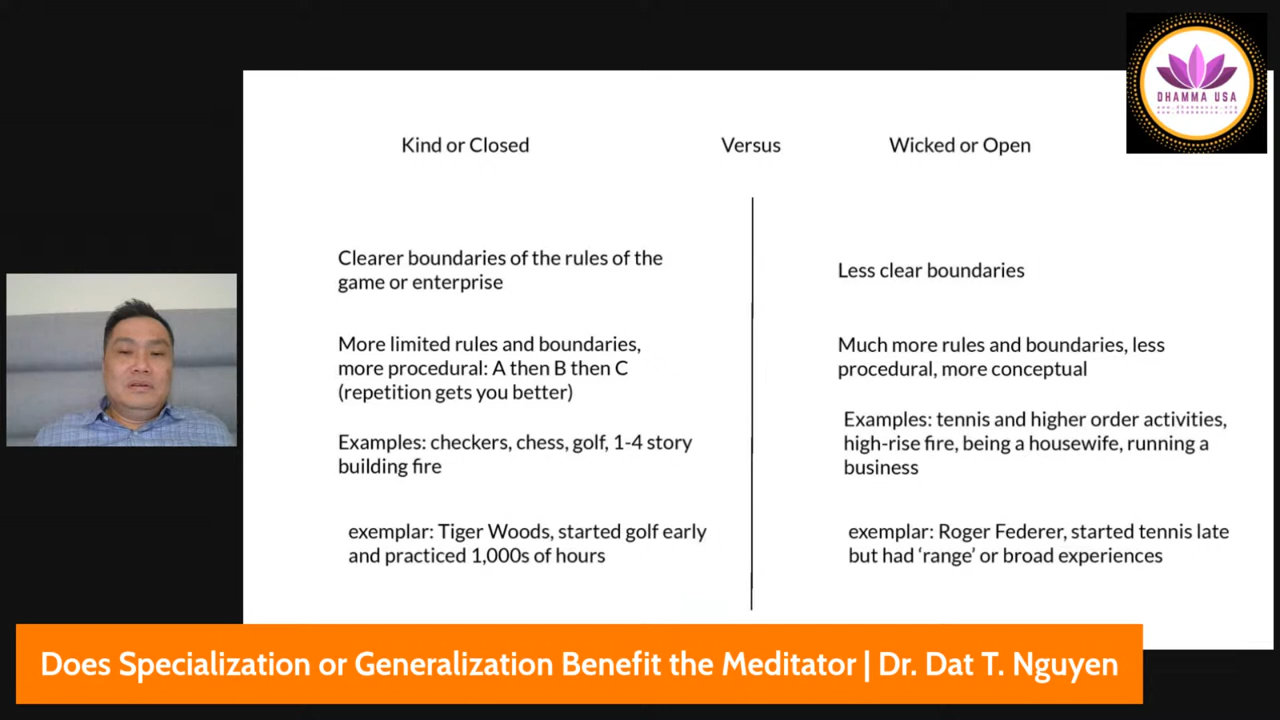 DHAMMA USA
Kind or Closed
Versus
Wicked or Open
Clearer boundaries of the rules of the
game or enterprise
More limited rules and boundaries,
more procedural: A then B then C
(repetition gets you better)
Examples: checkers, chess, golf, 1-4 story
building fire
exemplar: Tiger Woods, started golf early
and practiced 1,000s of hours
Less clear boundaries
Much more rules and boundaries, less
procedural, more conceptual
Examples: tennis and higher order activities,
high-rise fire, being a housewife, running a
business
exemplar: Roger Federer, started tennis late
but had ‘range’ or broad experiences
Does Specialization or Generalization Benefit the Meditator | Dr. Dat T. Nguyen